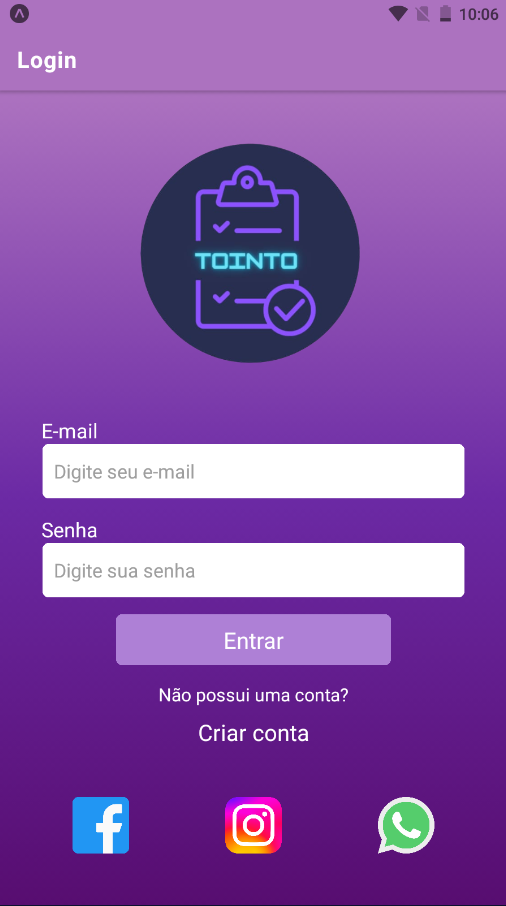 10:06
Login
TOINTO
E-mail
Digite seu e-mail
Senha
Digite sua senha
Entrar
Não possui uma conta?
Criar conta